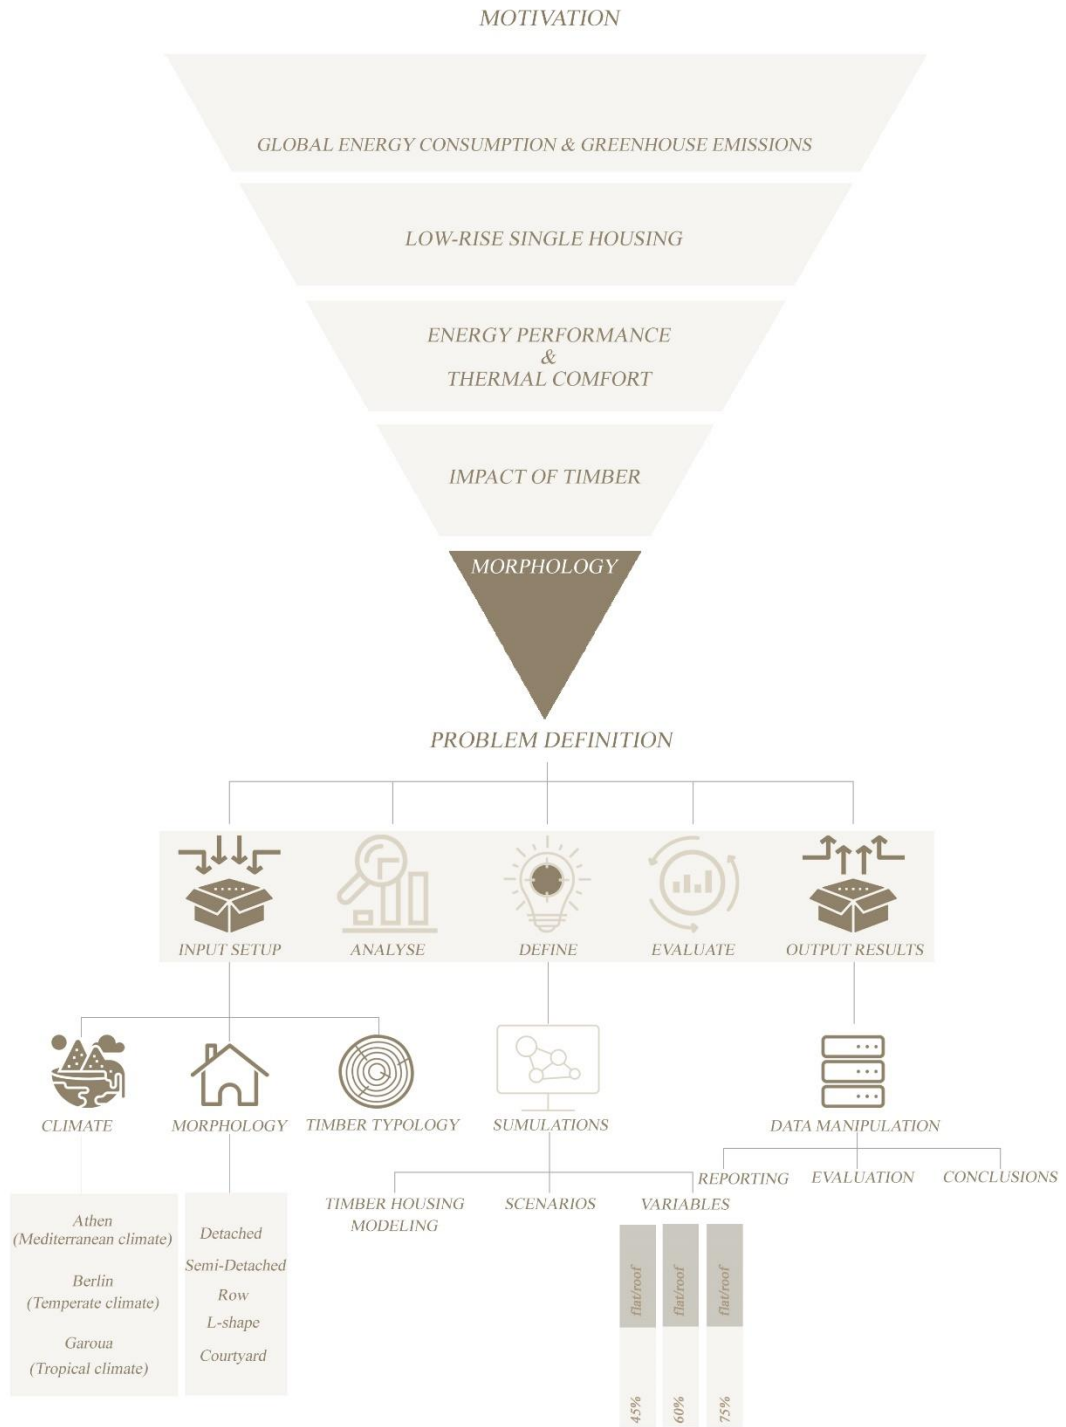 MOTIVATION
GLOBAL ENERGY CONSUMPTION & GREENHOUSE EMISSIONS
LOW-RISE SINGLE HOUSING
ENERGY PERFORMANCE
&
THERMAL COMFORT
IMPACT OF TIMBER
MORPHOLOGY
PROBLEM DEFINITION
INPUT SETUP
ANALYSE
DEFINE
EVALUATE
OUTPUT RESULTS
CLIMATE
MORPHOLOGY
TIMBER TYPOLOGY
SUMULATIONS
DATA MANIPULATION
REPORTING
EVALUATION
CONCLUSIONS
TIMBER HOUSING
MODELING
SCENARIOS
VARIABLES
Athen
(Mediterranean climate)
Berlin
(Temperate climate)
Garoua
(Tropical climate)
Detached
Semi-Detached
Row
L-shape
Courtyard
flat/roof
flat/roof
flat/roof
45%
60%
75%